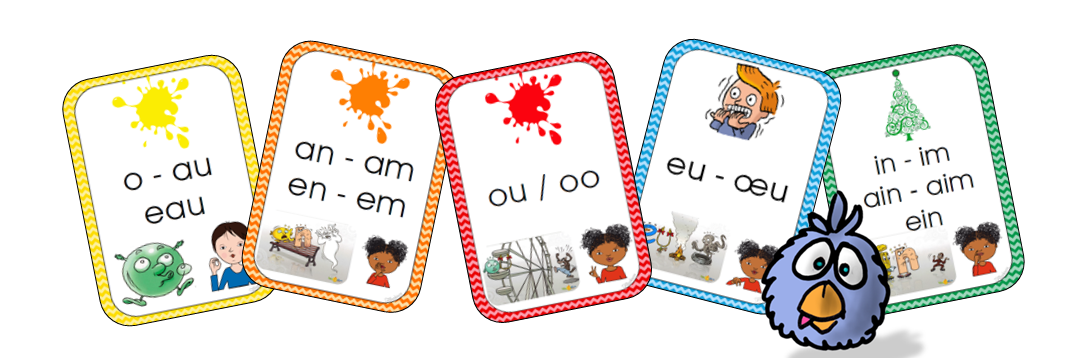 o - au
eau
an - am
en - em
ou / oo
eu - œu
in - im
ain - aim
ein